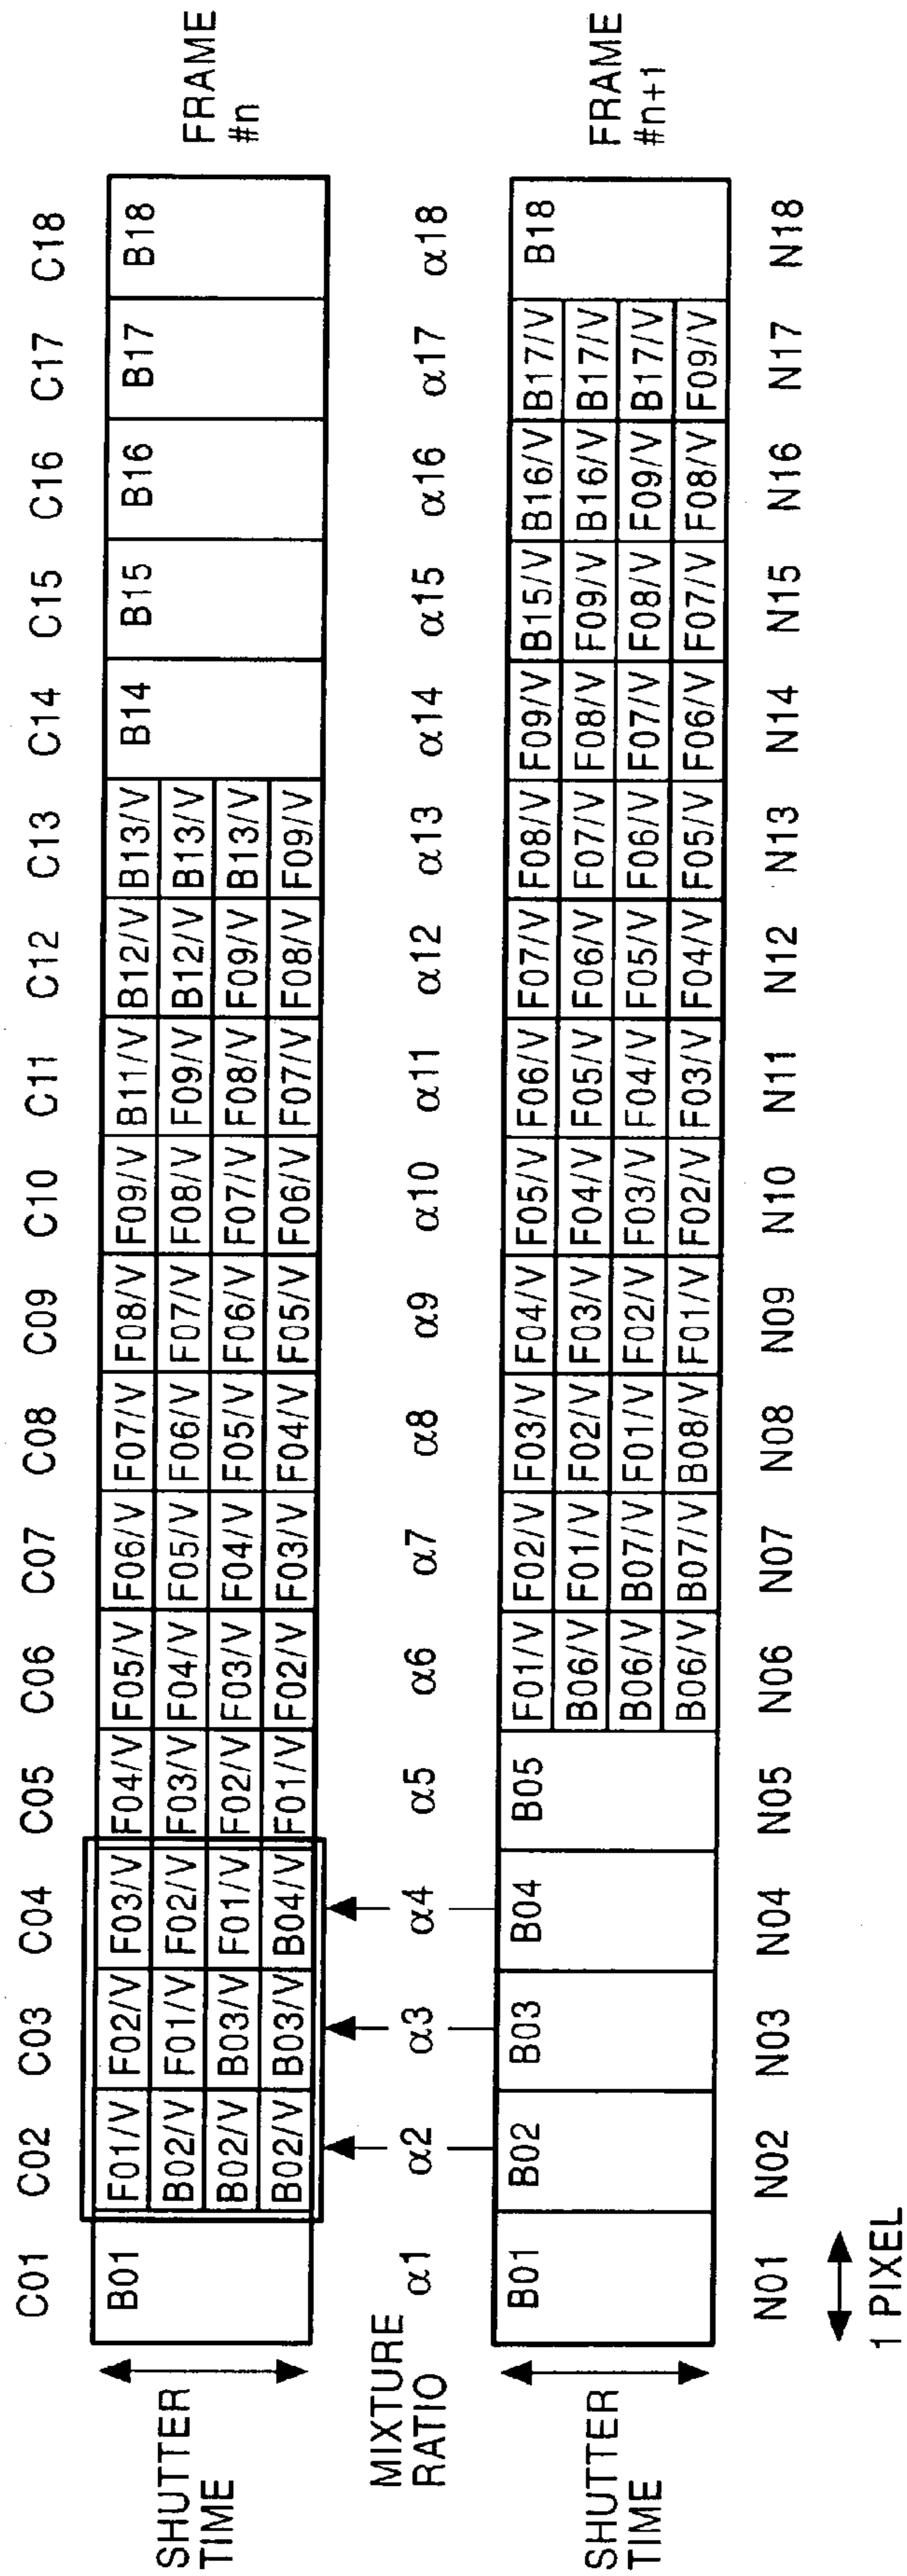 C01 C02 C03 C04 C05 C06 C07 C08 C09 C10 C11 C12 C13 C14 C15 C16 C17 C18
SHUTTER
TIME
B01 F01/V F02/V F03/V F04/V F05/V F06/V F07/V F08/V F09/V B11/V B12/V B13/V B14 B15 B16 B17 B18
B02/V F01/V F02/V F03/V F04/V F05/V F06/V F07/V F08/V F09/V B12/V B13/V
B02/V B03/V F01/V F02/V F03/V F04/V F05/V F06/V F07/V F08/V F09/V B13/V
B02/V B03/V B04/V F01/V F02/V F03/V F04/V F05/V F06/V F07/V F08/V F09/V
FRAME
#n
MIXTURE
RATIO
α1 α2 α3 α4 α5 α6 α7 α8 α9 α10 α11 α12 α13 α14 α15 α16 α17 α18
SHUTTER
TIME
B01 B02 B03 B04 B05 F01/V F02/V F03/V F04/V F05/V F06/V F07/V F08/V F09/V B15/V B16/V B17/V B18
B06/V F01/V F02/V F03/V F04/V F05/V F06/V F07/V F08/V F09/V B16/V B17/V
B06/V B07/V F01/V F02/V F03/V F04/V F05/V F06/V F07/V F08/V F09/V B17/V
B06/V B07/V B08/V F01/V F02/V F03/V F04/V F05/V F06/V F07/V F08/V F09/V
FRAME
#n+1
N01 N02 N03 N04 N05 N06 N07 N08 N09 N10 N11 N12 N13 N14 N15 N16 N17 N18
1 PIXEL